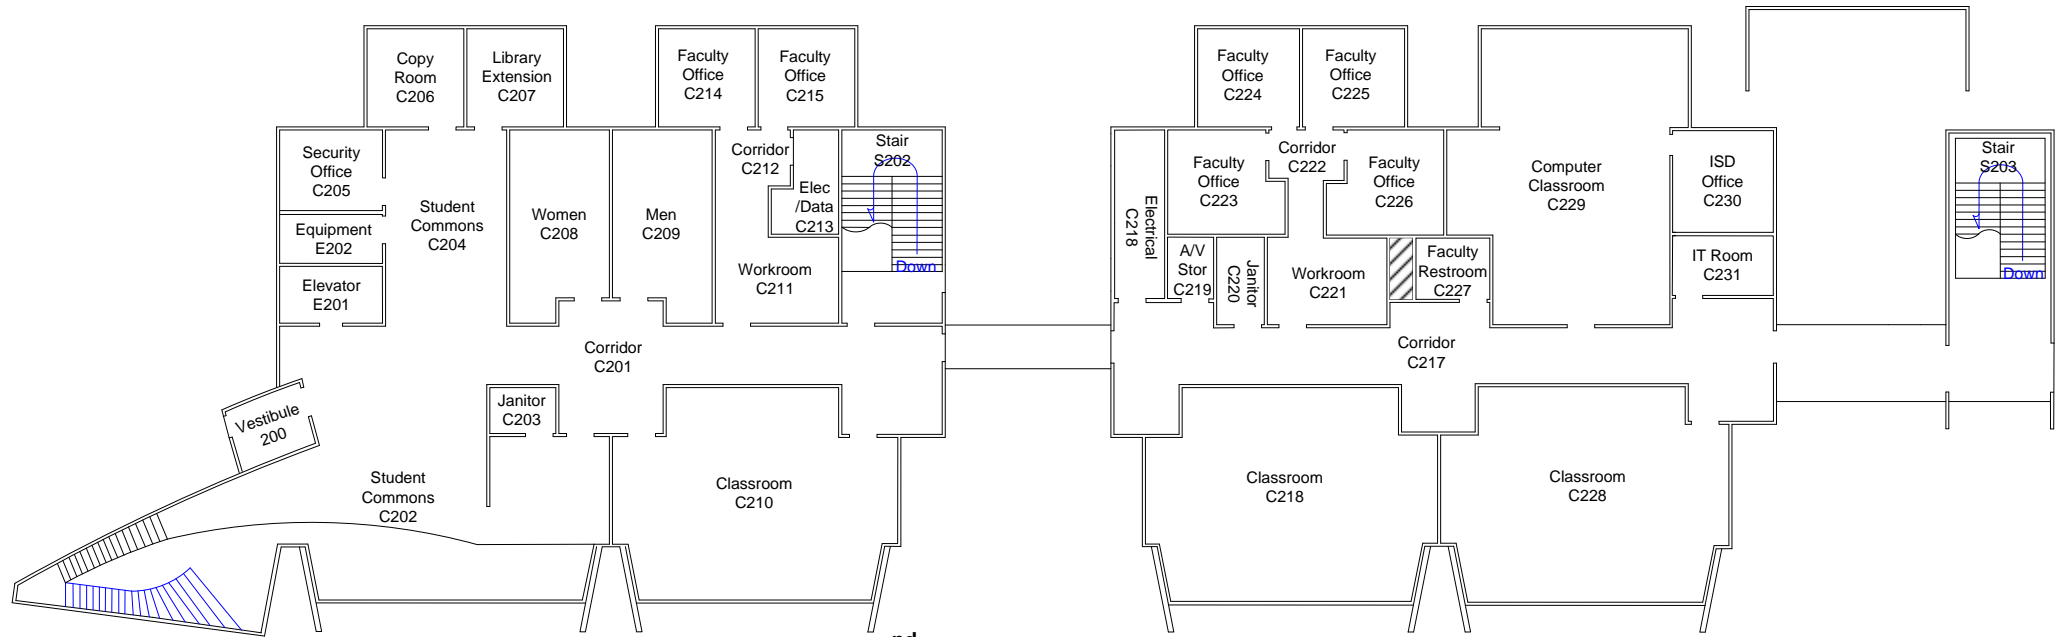 Copy
Room
C206
Library
Extension
C207
Faculty
Office
C214
Faculty
Office
C215
Faculty
Office
C224
Faculty
Office
C225
Security
Office
C205
Student
Commons
C204
Equipment
E202
Elevator
E201
Women
C208
Men
C209
Corridor
C212
Elec
/Data
C213
Stair
S202
Down
Workroom
C211
Electrical
C218
Faculty
Office
C223
Corridor
C222
Faculty
Office
C226
A/V
Stor
C219
Janitor
C220
Workroom
C221
Faculty
Restroom
C227
Computer
Classroom
C229
ISD
Office
C230
IT Room
C231
Stair
S203
Down
Corridor
C201
Corridor
C217
Janitor
C203
Vestibule
200
Student
Commons
C202
Classroom
C210
Classroom
C218
Classroom
C228